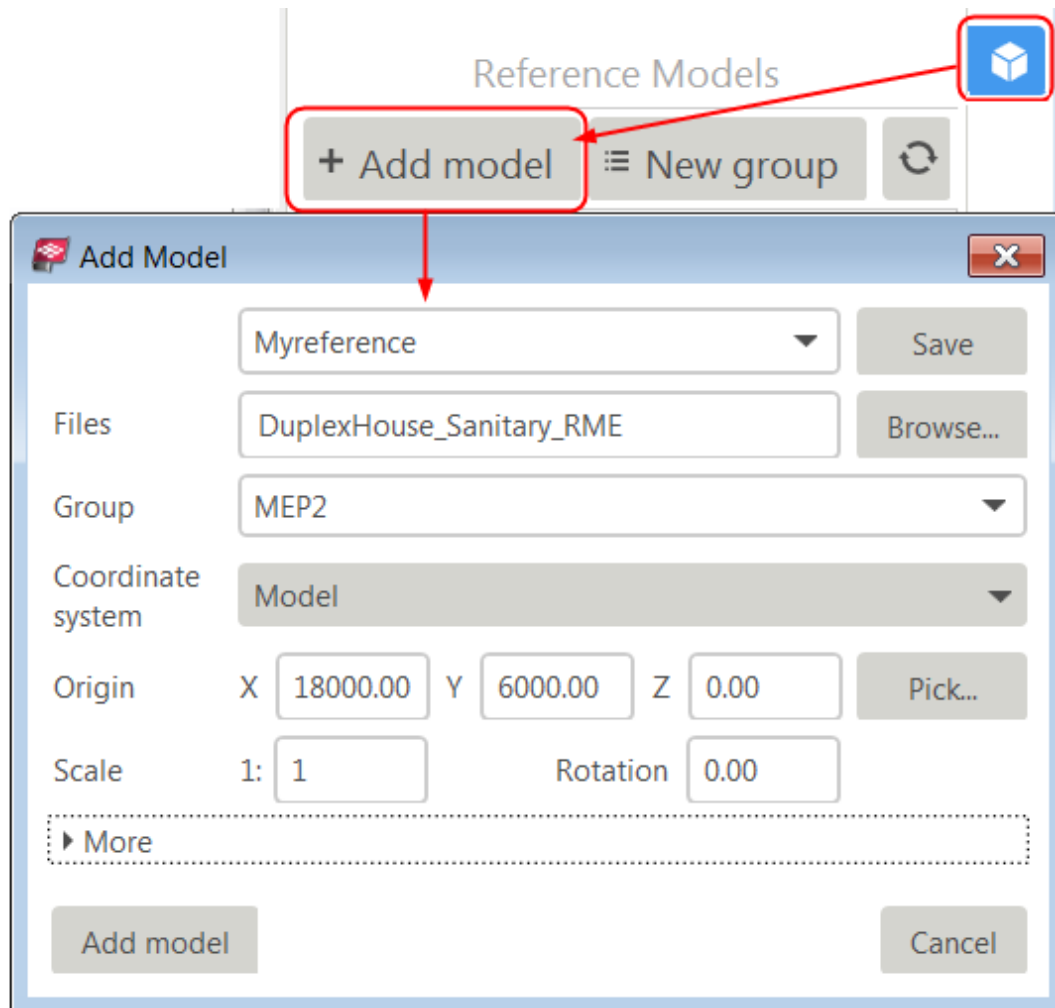 Reference Models
+ Add model
New group
Add Model
Myreference
Save
Files
DuplexHouse_Sanitary_RME
Browse...
Group
MEP2
Coordinate
system
Model
Origin X 18000.00 Y 6000.00 Z 0.00 Pick...
Scale 1: 1 Rotation 0.00
More
Add model
Cancel